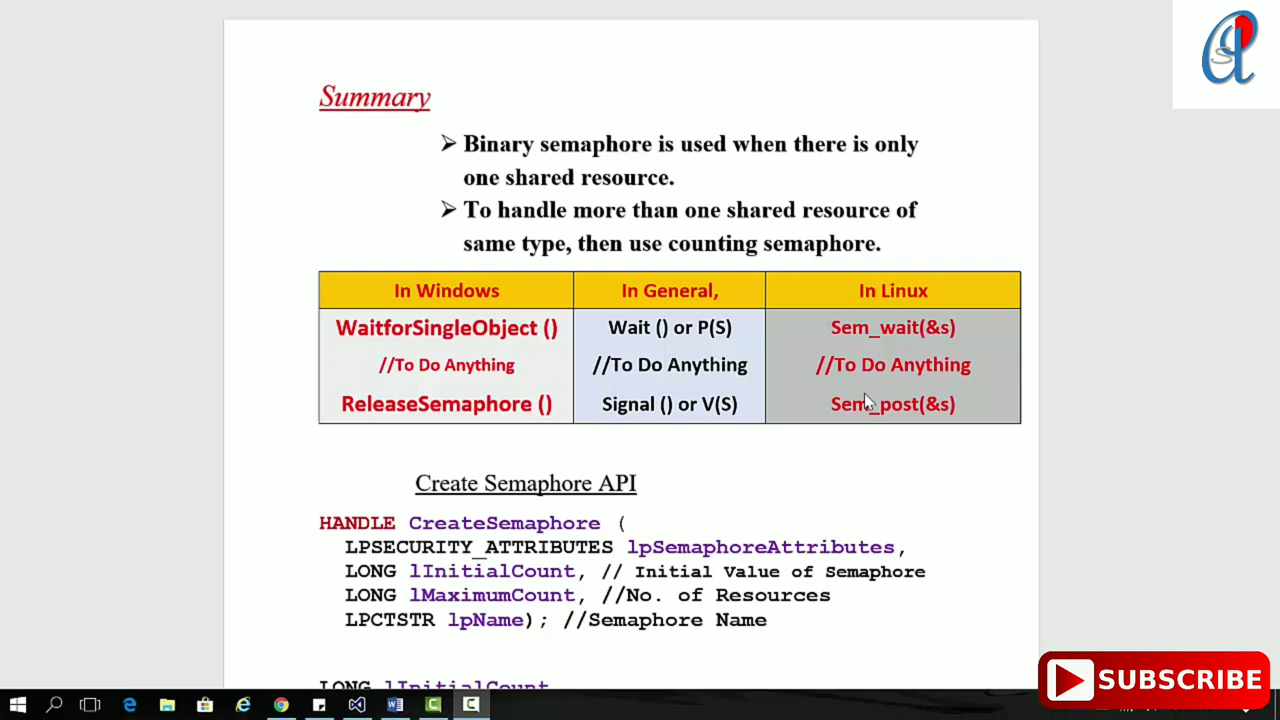 Summary
➢ Binary semaphore is used when there is only
one shared resource.
➢ To handle more than one shared resource of
same type, then use counting semaphore.
In Windows In General, In Linux
WaitforSingleObject () Wait () or P(S) Sem_wait(&s)
//To Do Anything //To Do Anything //To Do Anything
ReleaseSemaphore () Signal () or V(S) Sem_post(&s)
Create Semaphore API
HANDLE CreateSemaphore (
LPSECURITY_ATTRIBUTES lpSemaphoreAttributes,
LONG lInitialCount, // Initial Value of Semaphore
LONG lMaximumCount, //No. of Resources
LPCTSTR lpName); //Semaphore Name
LONG lInitialCount
SUBSCRIBE